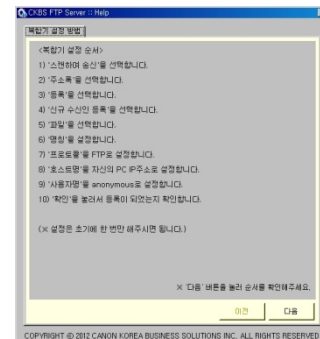 CKBS FTP Server :: Help
복합기 설정 방법
<복합기 설정 순서>
1) '스캔하여 송신'을 선택합니다.
2) '주소록'을 선택합니다.
3) '등록'을 선택합니다.
4) '신규 수신인 등록'을 선택합니다.
5) '파일'을 선택합니다.
6) '명칭'을 설정합니다.
7) '프로토콜'을 FTP로 설정합니다.
8) '호스트명'을 자신의 PC IP주소로 설정합니다.
9) '사용자명'을 anonymous로 설정합니다.
10) '확인'을 눌러서 등록이 되었는지 확인합니다.
(※ 설정은 초기에 한 번만 해주시면 됩니다.)
※ '다음' 버튼을 눌러 순서를 확인해주세요.
이전 다음
COPYRIGHT © 2012 CANON KOREA BUSINESS SOLUTIONS INC. ALL RIGHTS RESERVED